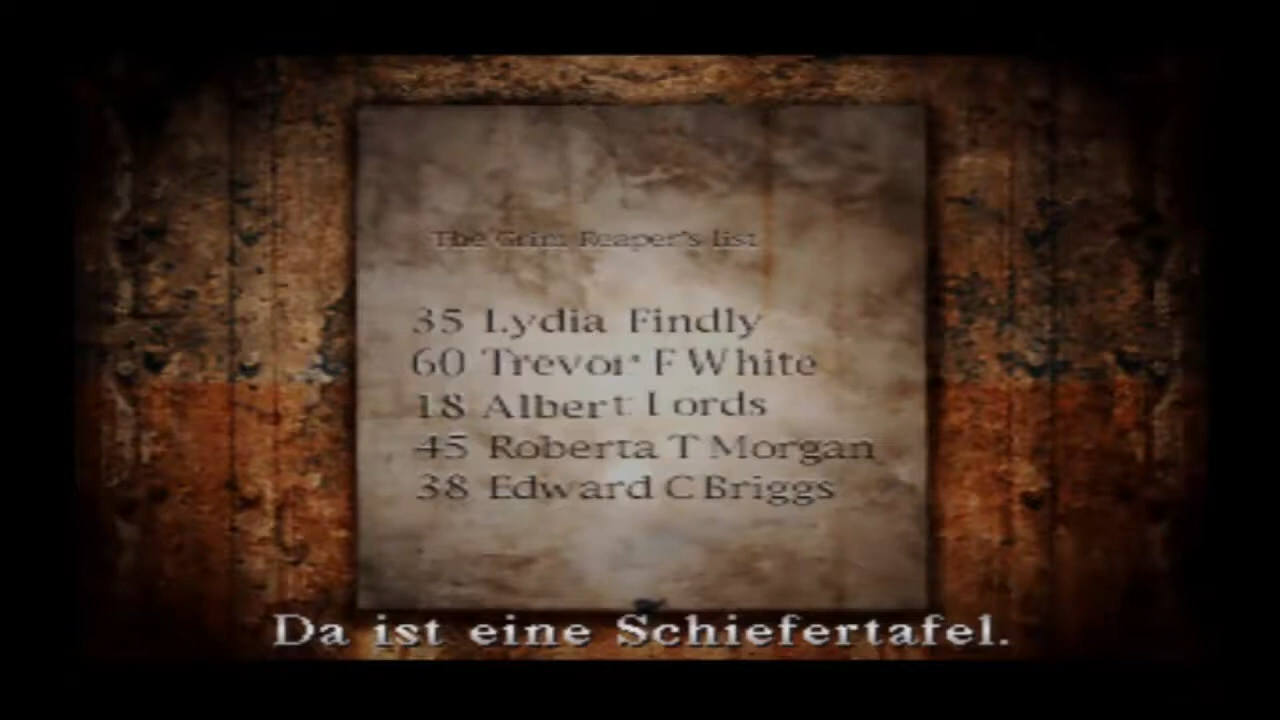 The Grim Reaper's list
35 Lydia Findly
60 Trevor F White
18 Albert Lords
45 Roberta T Morgan
38 Edward C Briggs
Da ist eine Schiefertafel.